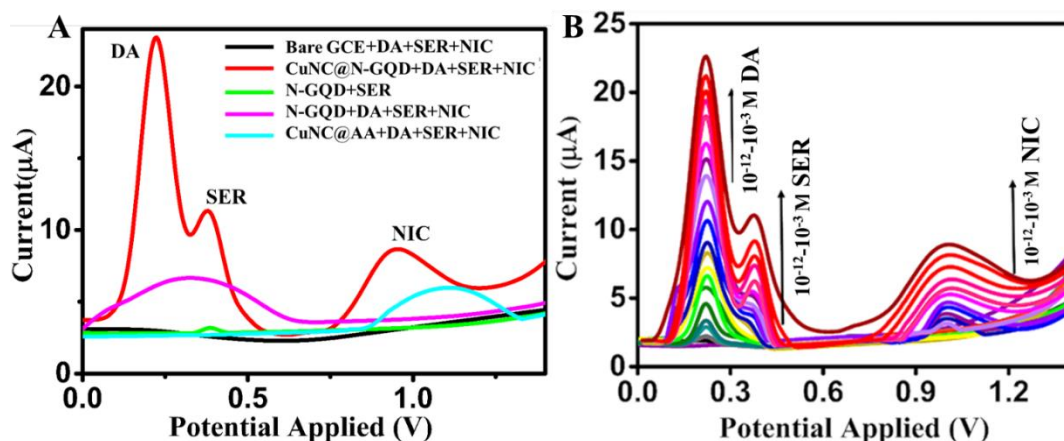 A
DA
SER
NIC
Bare GCE+DA+SER+NIC
CuNC@N-GQD+DA+SER+NIC
N-GQD+SER
N-GQD+DA+SER+NIC
CuNC@AA+DA+SER+NIC
Current(μA)
20
10
0
0.0 0.5 1.0
Potential Applied (V)
B
10⁻¹²-10⁻³ M DA
10⁻¹²-10⁻³ M SER
10⁻¹²-10⁻³ M NIC
Current (μA)
25
20
15
10
5
0
0.0 0.3 0.6 0.9 1.2
Potential Applied (V)